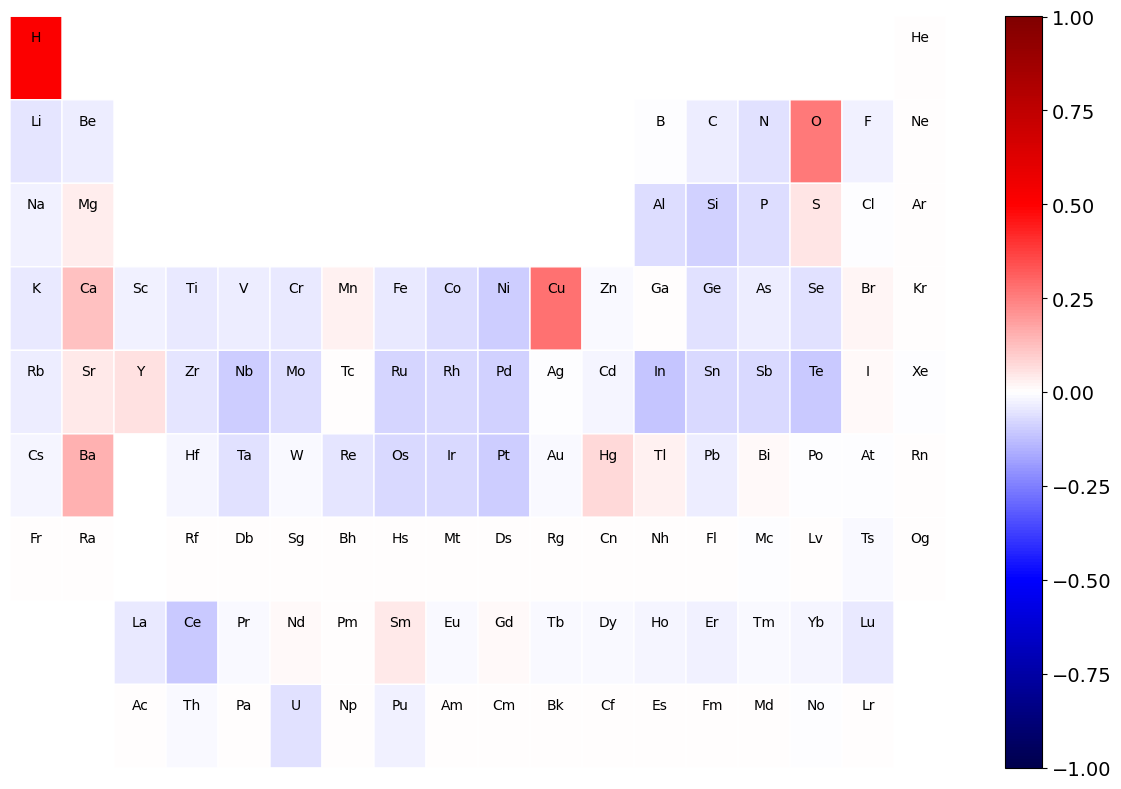 H He
Li Be B C N O F Ne
Na Mg Al Si P S Cl Ar
K Ca Sc Ti V Cr Mn Fe Co Ni Cu Zn Ga Ge As Se Br Kr
Rb Sr Y Zr Nb Mo Tc Ru Rh Pd Ag Cd In Sn Sb Te I Xe
Cs Ba Hf Ta W Re Os Ir Pt Au Hg Tl Pb Bi Po At Rn
Fr Ra Rf Db Sg Bh Hs Mt Ds Rg Cn Nh Fl Mc Lv Ts Og
La Ce Pr Nd Pm Sm Eu Gd Tb Dy Ho Er Tm Yb Lu
Ac Th Pa U Np Pu Am Cm Bk Cf Es Fm Md No Lr
1.00
0.75
0.50
0.25
0.00
−0.25
−0.50
−0.75
−1.00